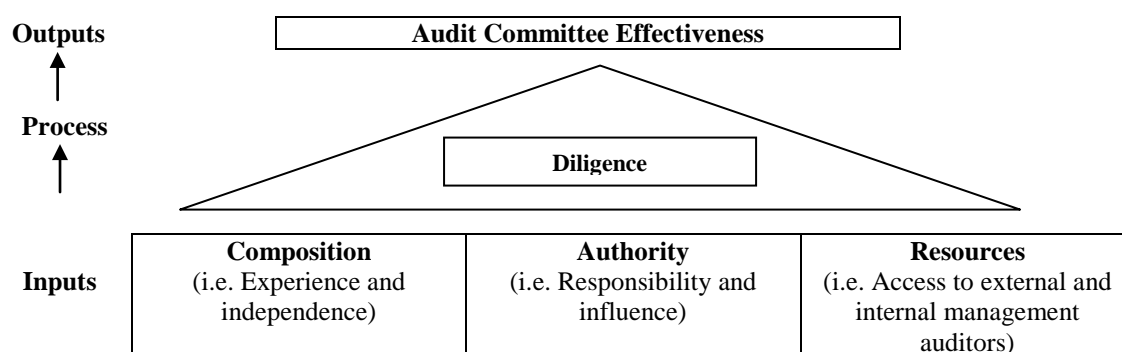 Outputs
Audit Committee Effectiveness
Process
Diligence
Inputs
Composition
(i.e. Experience and
independence)
Authority
(i.e. Responsibility and
influence)
Resources
(i.e. Access to external and
internal management
auditors)